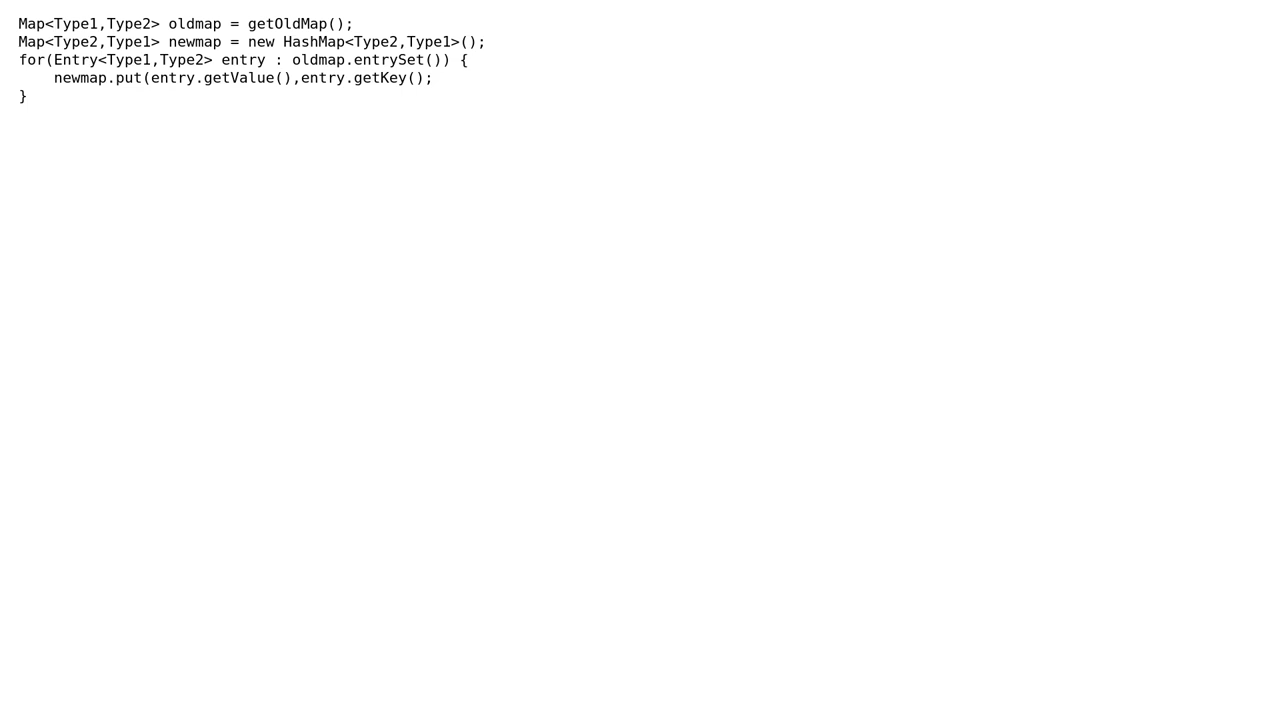 Map<Type1,Type2> oldmap = getOldMap();
Map<Type2,Type1> newmap = new HashMap<Type2,Type1>();
for(Entry<Type1,Type2> entry : oldmap.entrySet()) {
    newmap.put(entry.getValue(),entry.getKey();
}